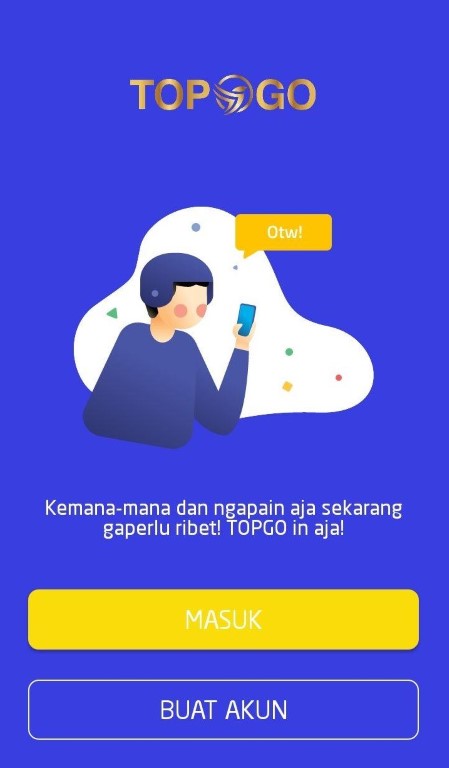 TOPGO
Otw!
Kemana-mana dan ngapain aja sekarang
gaperlu ribet! TOPGO in aja!
MASUK
BUAT AKUN